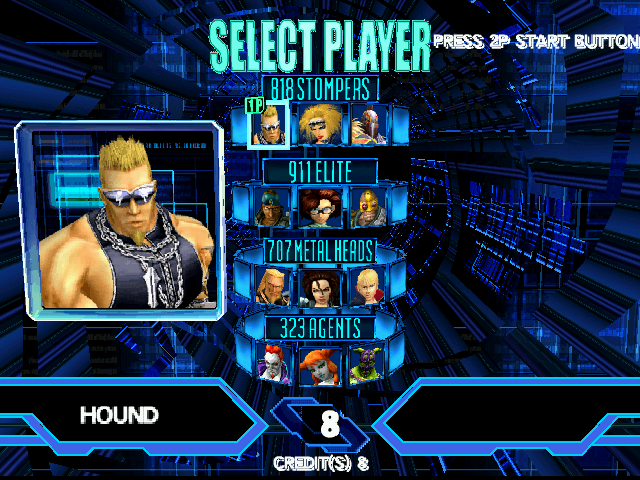 SELECT PLAYER
PRESS 2P START BUTTON
818 STOMPERS
1P
911 ELITE
707 METAL HEADS
323 AGENTS
HOUND
8
CREDIT(S) 8